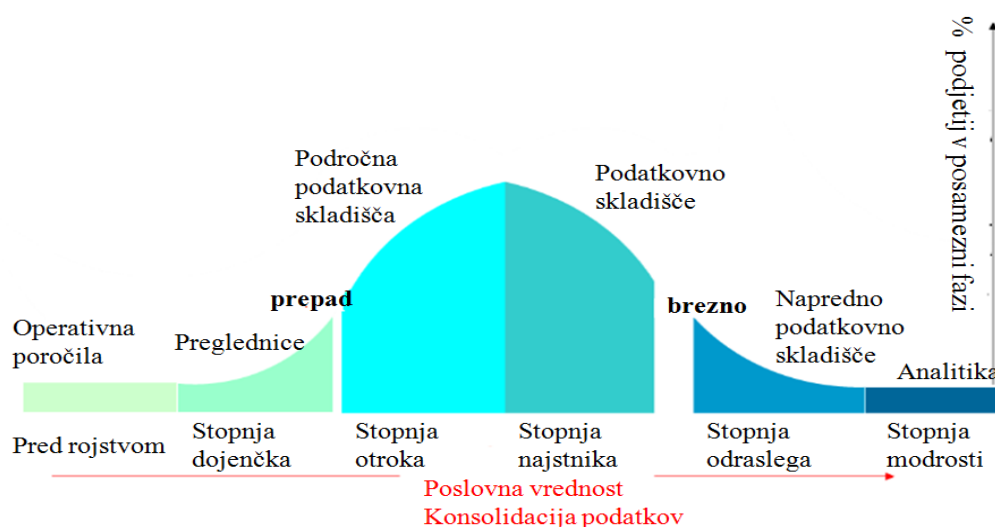 % podjetij v posamezni fazi
Področna
podatkovna
skladišča
Podatkovno
skladišče
prepad
brezno
Operativna
poročila
Preglednice
Napredno
podatkovno
skladišče
Analitika
Pred rojstvom
Stopnja
dojenčka
Stopnja
otroka
Stopnja
najstnika
Stopnja
odraslega
Stopnja
modrosti
Poslovna vrednost
Konsolidacija podatkov